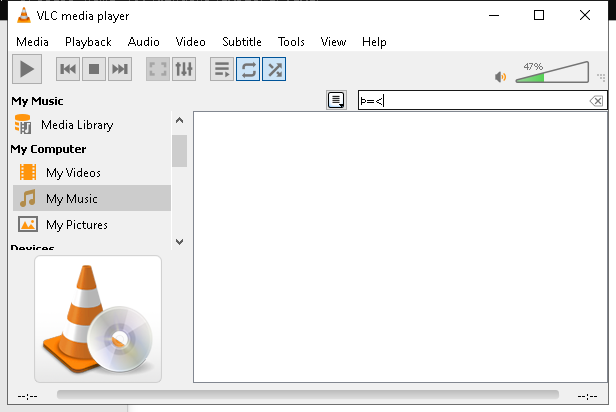 VLC media player
Media Playback Audio Video Subtitle Tools View Help
47%
My Music
Þ=<
Media Library
My Computer
My Videos
My Music
My Pictures
Devices
--:-- --:--